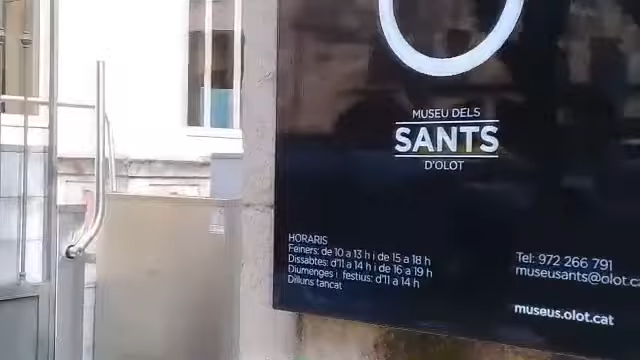 MUSEU DELS
SANTS
D'OLOT
HORARIS
Feiners: de 10 a 13 h i de 15 a 18 h
Dissabtes: d'11 a 14 h i de 16 a 19 h
Diumenges i festius: d'11 a 14 h
Dilluns tancat
Tel: 972 266 791
museusants@olot.ca
museus.olot.cat